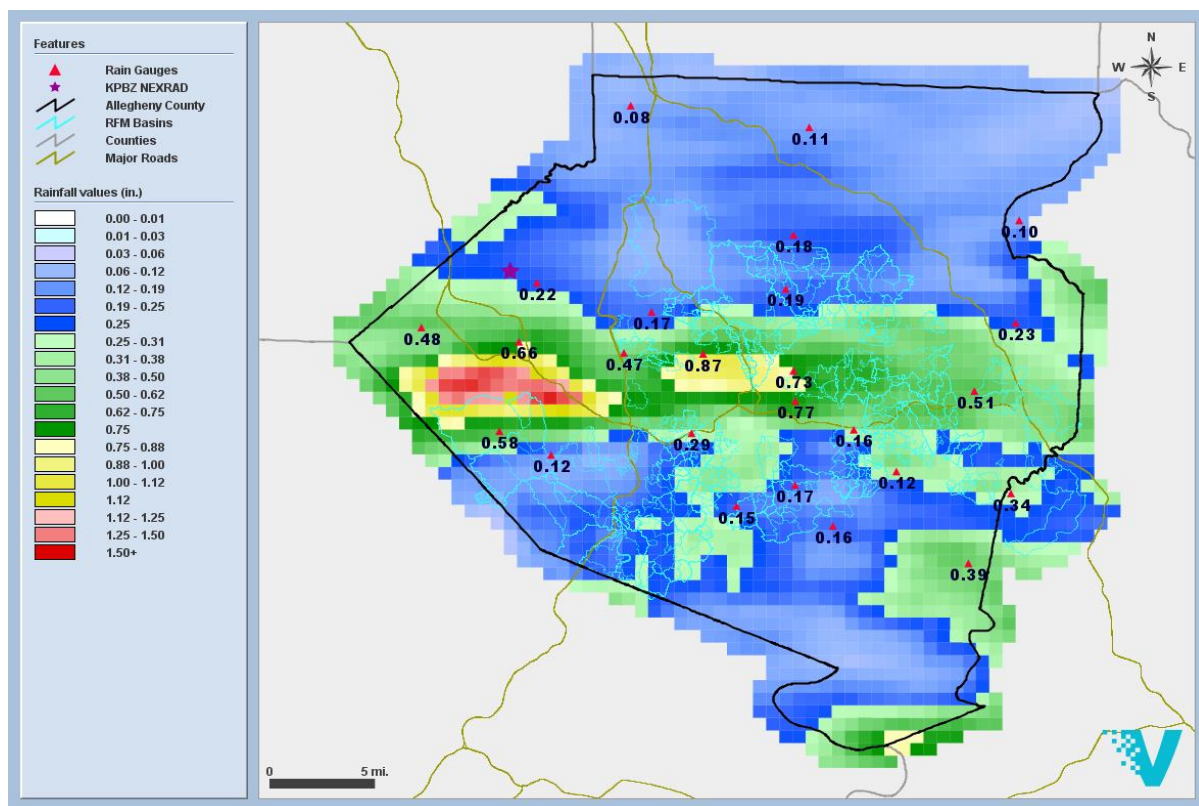 Features
Rain Gauges
KPBZ NEXRAD
Allegheny County
RFM Basins
Counties
Major Roads
Rainfall values (in.)
0.00 - 0.01
0.01 - 0.03
0.03 - 0.06
0.06 - 0.12
0.12 - 0.19
0.19 - 0.25
0.25
0.25 - 0.31
0.31 - 0.38
0.38 - 0.50
0.50 - 0.62
0.62 - 0.75
0.75
0.75 - 0.88
0.88 - 1.00
1.00 - 1.12
1.12
1.12 - 1.25
1.25 - 1.50
1.50+
N
W E
S
0.08
0.11
0.10
0.18
0.22
0.19
0.17
0.23
0.48
0.66
0.47
0.87
0.73
0.77
0.51
0.58
0.29
0.16
0.12
0.12
0.17
0.34
0.15
0.16
0.39
0 5 mi.
V